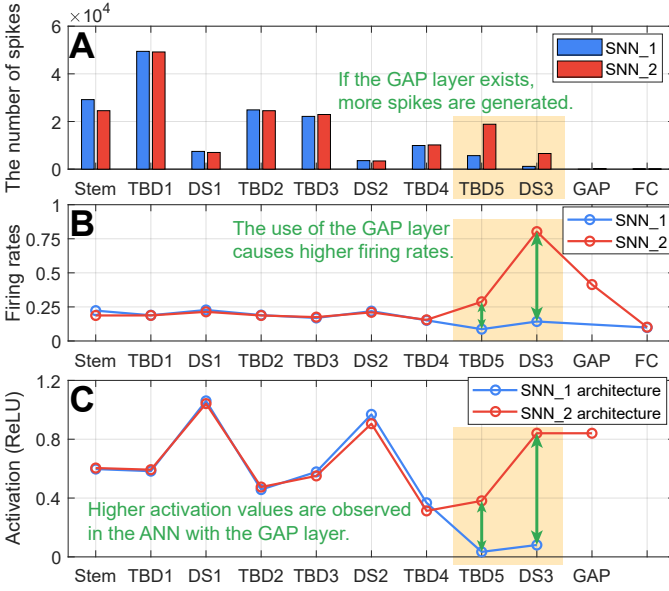 A
× 10⁴
The number of spikes
6
4
2
0
SNN_1
SNN_2
If the GAP layer exists,
more spikes are generated.
Stem TBD1 DS1 TBD2 TBD3 DS2 TBD4 TBD5 DS3 GAP FC
B
Firing rates
1
0.75
0.5
0.25
0
SNN_1
SNN_2
The use of the GAP layer
causes higher firing rates.
Stem TBD1 DS1 TBD2 TBD3 DS2 TBD4 TBD5 DS3 GAP FC
C
Activation (ReLU)
1.2
0.8
0.4
0
SNN_1 architecture
SNN_2 architecture
Higher activation values are observed
in the ANN with the GAP layer.
Stem TBD1 DS1 TBD2 TBD3 DS2 TBD4 TBD5 DS3 GAP FC